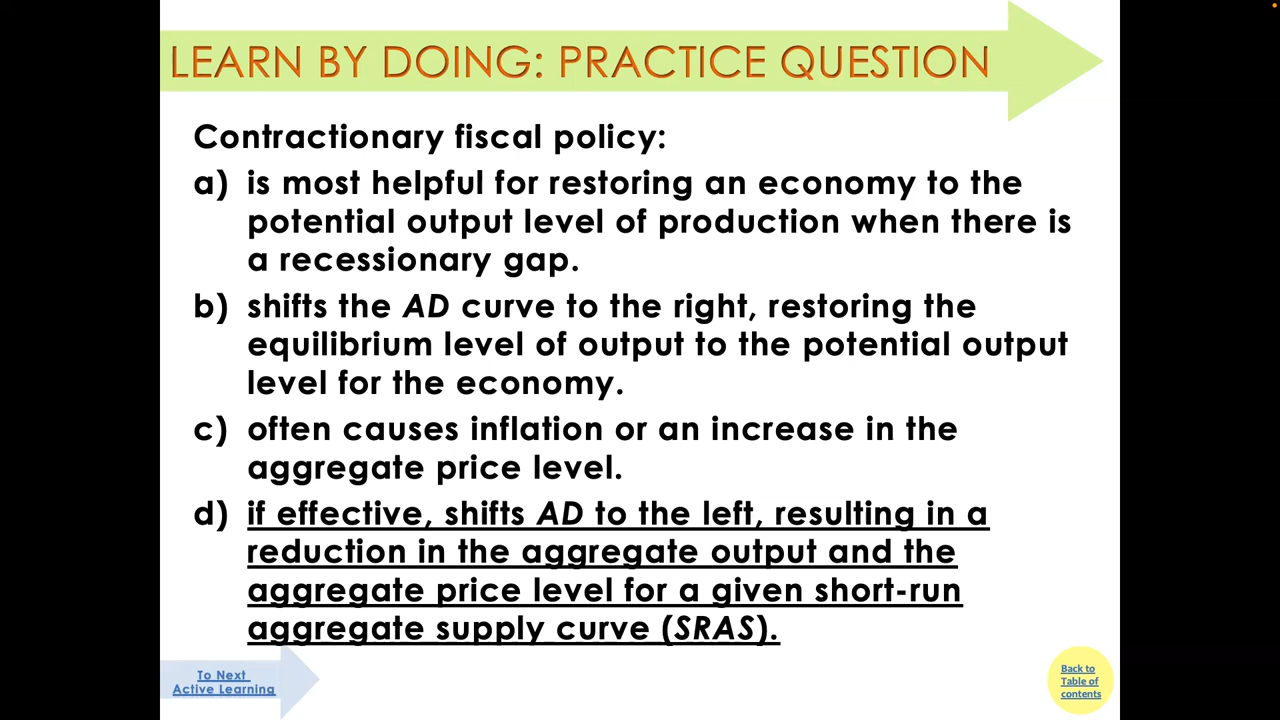 LEARN BY DOING: PRACTICE QUESTION
Contractionary fiscal policy:
a) is most helpful for restoring an economy to the
potential output level of production when there is
a recessionary gap.
b) shifts the AD curve to the right, restoring the
equilibrium level of output to the potential output
level for the economy.
c) often causes inflation or an increase in the
aggregate price level.
d) if effective, shifts AD to the left, resulting in a
reduction in the aggregate output and the
aggregate price level for a given short-run
aggregate supply curve (SRAS).
To Next
Active Learning
Back to
Table of
contents